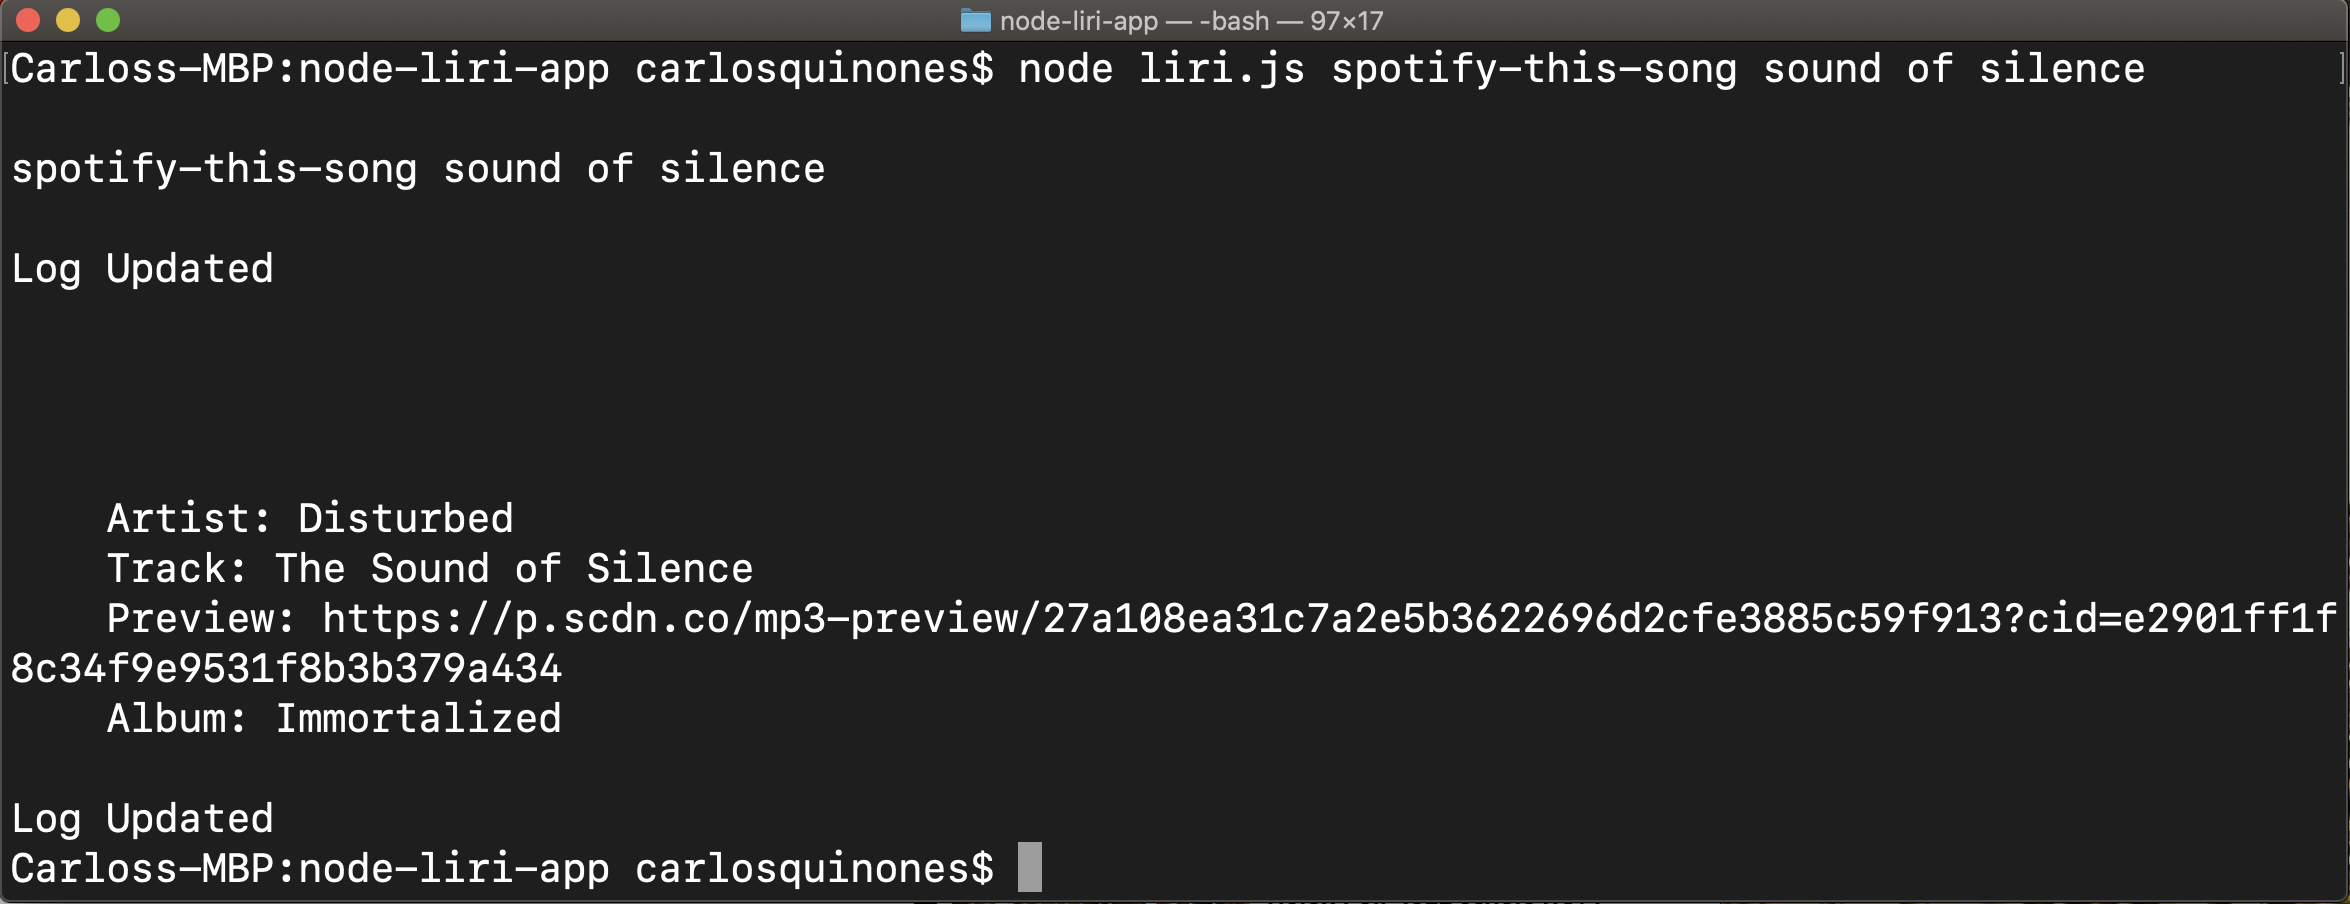 node-liri-app — -bash — 97×17
Carloss-MBP:node-liri-app carlosquinones$ node liri.js spotify-this-song sound of silence
spotify-this-song sound of silence
Log Updated
Artist: Disturbed
Track: The Sound of Silence
Preview: https://p.scdn.co/mp3-preview/27a108ea31c7a2e5b3622696d2cfe3885c59f913?cid=e2901ff1f
8c34f9e9531f8b3b379a434
Album: Immortalized
Log Updated
Carloss-MBP:node-liri-app carlosquinones$